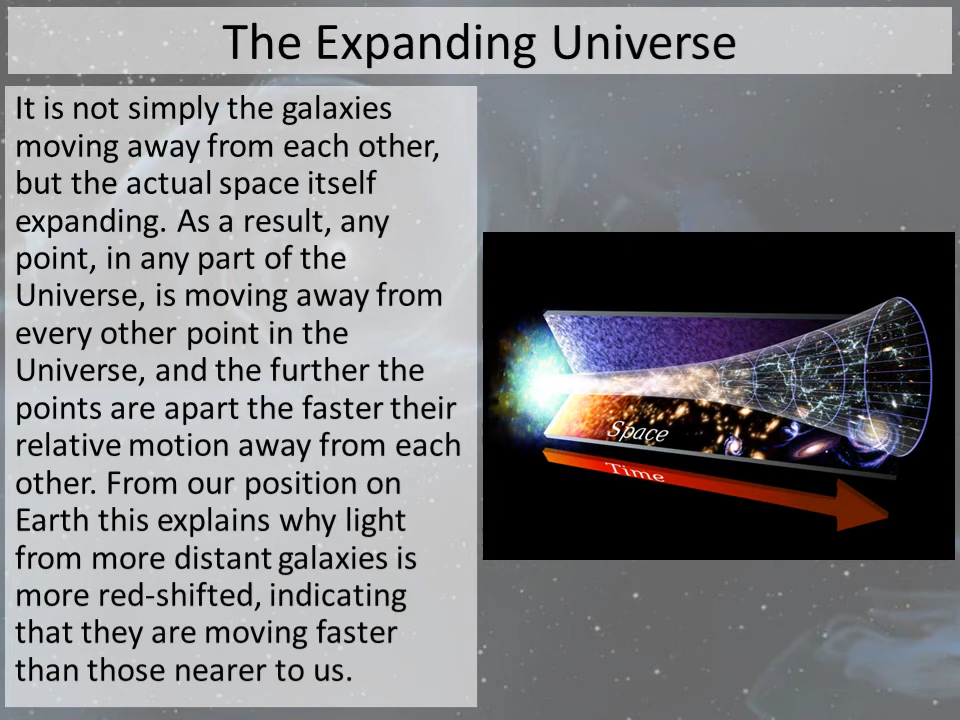 The Expanding Universe
It is not simply the galaxies
moving away from each other,
but the actual space itself
expanding. As a result, any
point, in any part of the
Universe, is moving away from
every other point in the
Universe, and the further the
points are apart the faster their
relative motion away from each
other. From our position on
Earth this explains why light
from more distant galaxies is
more red-shifted, indicating
that they are moving faster
than those nearer to us.
Space
Time